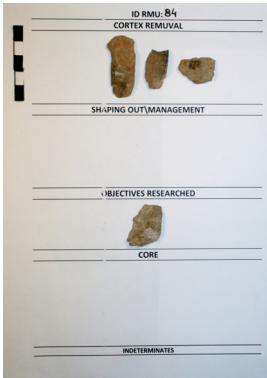 ID RMU: 84
CORTEX REMUVAL
SHAPING OUT\MANAGEMENT
OBJECTIVES RESEARCHED
CORE
INDETERMINATES